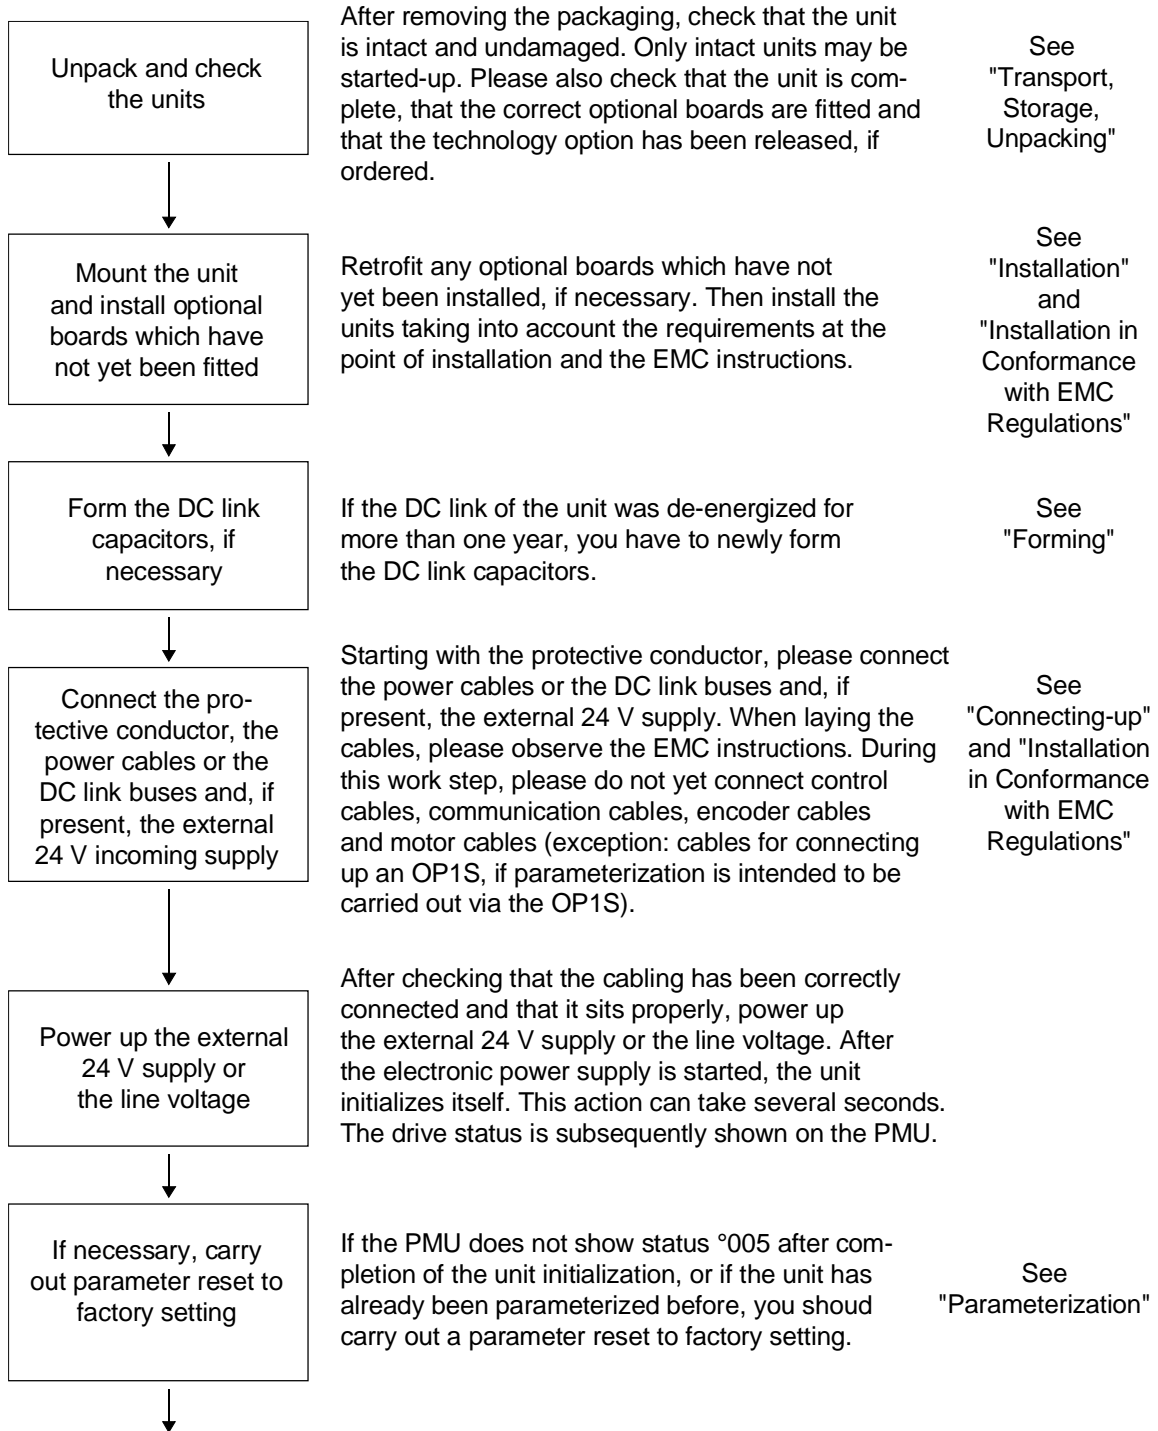 Unpack and check
the units
After removing the packaging, check that the unit
is intact and undamaged. Only intact units may be
started-up. Please also check that the unit is com-
plete, that the correct optional boards are fitted and
that the technology option has been released, if
ordered.
See
"Transport,
Storage,
Unpacking"
Mount the unit
and install optional
boards which have
not yet been fitted
Retrofit any optional boards which have not
yet been installed, if necessary. Then install the
units taking into account the requirements at the
point of installation and the EMC instructions.
See
"Installation"
and
"Installation in
Conformance
with EMC
Regulations"
Form the DC link
capacitors, if
necessary
If the DC link of the unit was de-energized for
more than one year, you have to newly form
the DC link capacitors.
See
"Forming"
Connect the pro-
tective conductor, the
power cables or the
DC link buses and, if
present, the external
24 V incoming supply
Starting with the protective conductor, please connect
the power cables or the DC link buses and, if
present, the external 24 V supply. When laying the
cables, please observe the EMC instructions. During
this work step, please do not yet connect control
cables, communication cables, encoder cables
and motor cables (exception: cables for connecting
up an OP1S, if parameterization is intended to be
carried out via the OP1S).
See
"Connecting-up"
and "Installation
in Conformance
with EMC
Regulations"
Power up the external
24 V supply or
the line voltage
After checking that the cabling has been correctly
connected and that it sits properly, power up
the external 24 V supply or the line voltage. After
the electronic power supply is started, the unit
initializes itself. This action can take several seconds.
The drive status is subsequently shown on the PMU.
If necessary, carry
out parameter reset to
factory setting
If the PMU does not show status °005 after com-
pletion of the unit initialization, or if the unit has
already been parameterized before, you shoud
carry out a parameter reset to factory setting.
See
"Parameterization"